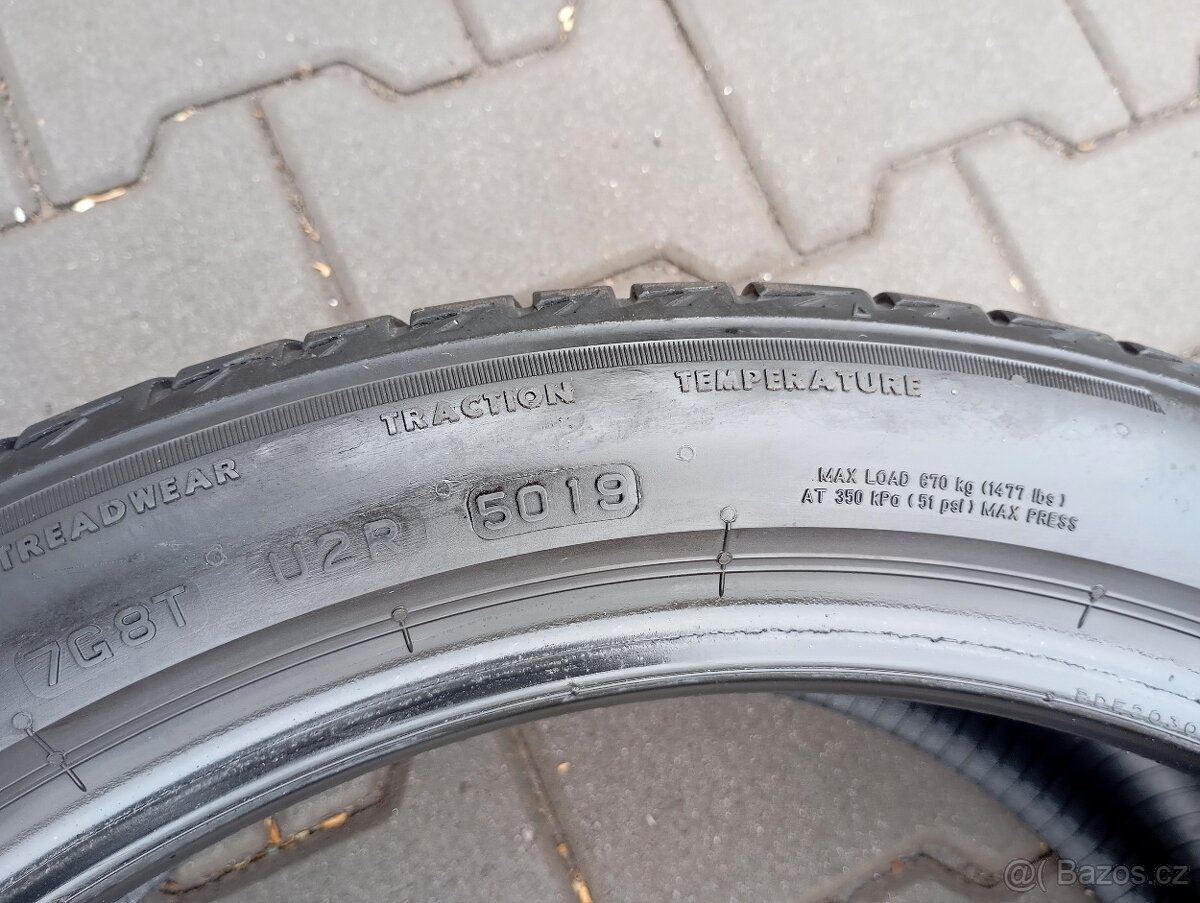 TREADWEAR
TRACTION
TEMPERATURE
7G8T U2R 5019
MAX LOAD 670 kg (1477 lbs)
AT 350 kPa (51 psi) MAX PRESS
@( Bazos.cz